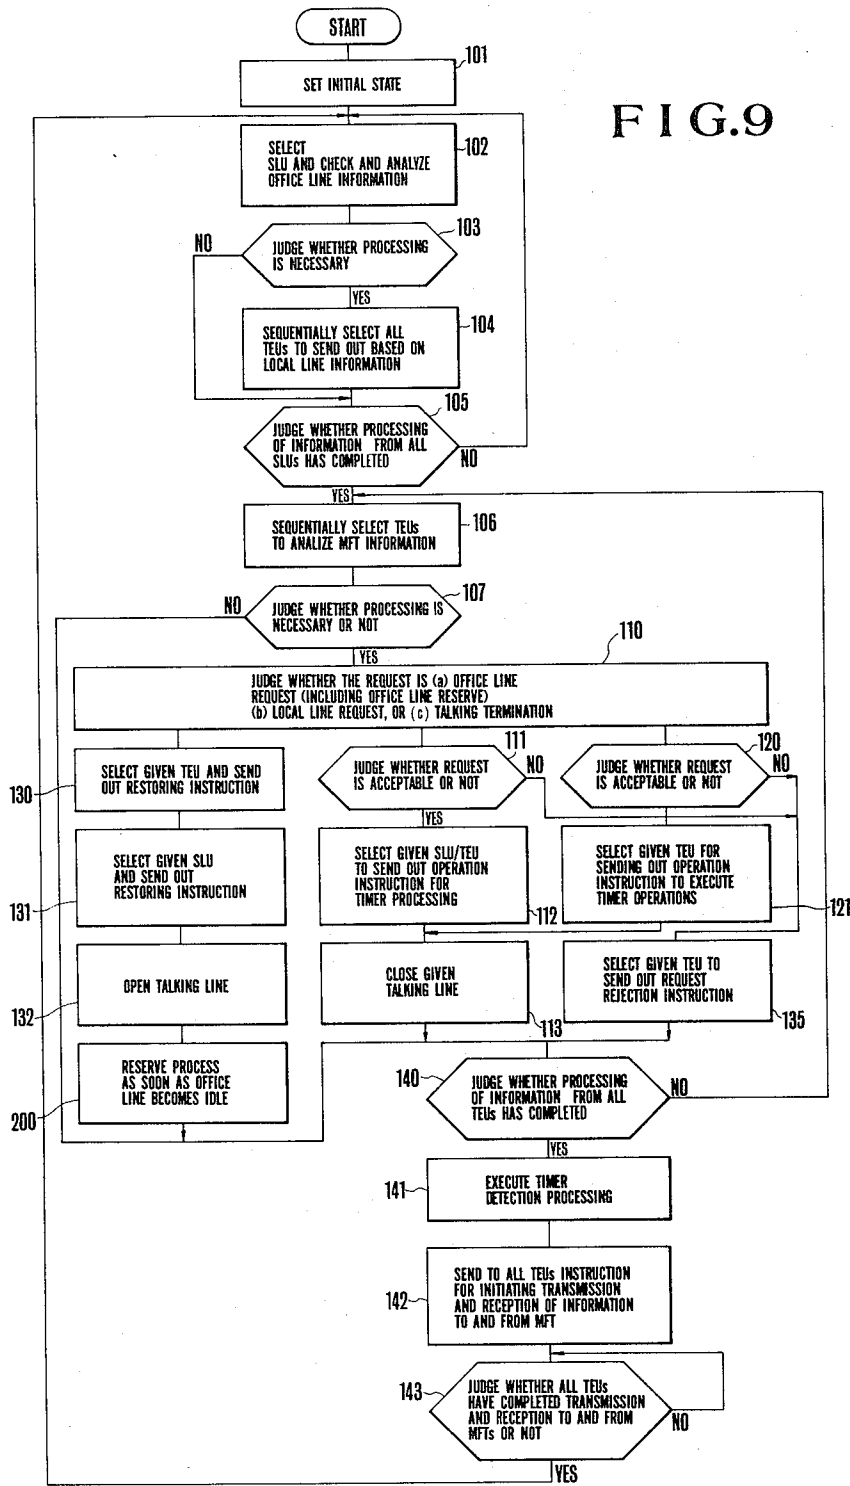 START
101
SET INITIAL STATE
FIG.9
SELECT
SLU AND CHECK AND ANALYZE
OFFICE LINE INFORMATION
102
103
NO
JUDGE WHETHER PROCESSING
IS NECESSARY
YES
104
SEQUENTIALLY SELECT ALL
TEUs TO SEND OUT BASED ON
LOCAL LINE INFORMATION
105
JUDGE WHETHER PROCESSING
OF INFORMATION FROM ALL
SLUs HAS COMPLETED
NO
YES
106
SEQUENTIALLY SELECT TEUs
TO ANALIZE MFT INFORMATION
107
NO
JUDGE WHETHER PROCESSING IS
NECESSARY OR NOT
YES
110
JUDGE WHETHER THE REQUEST IS (a) OFFICE LINE
REQUEST (INCLUDING OFFICE LINE RESERVE)
(b) LOCAL LINE REQUEST, OR (c) TALKING TERMINATION
130
SELECT GIVEN TEU AND SEND
OUT RESTORING INSTRUCTION
111
JUDGE WHETHER REQUEST
IS ACCEPTABLE OR NOT
NO
YES
120
JUDGE WHETHER REQUEST
IS ACCEPTABLE OR NOT
NO
131
SELECT GIVEN SLU
AND SEND OUT
RESTORING INSTRUCTION
SELECT GIVEN SLU/TEU
TO SEND OUT OPERATION
INSTRUCTION FOR
TIMER PROCESSING
112
SELECT GIVEN TEU FOR
SENDING OUT OPERATION
INSTRUCTION TO EXECUTE
TIMER OPERATIONS
121
132
OPEN TALKING LINE
CLOSE GIVEN
TALKING LINE
113
SELECT GIVEN TEU TO
SEND OUT REQUEST
REJECTION INSTRUCTION
135
200
RESERVE PROCESS
AS SOON AS OFFICE
LINE BECOMES IDLE
140
JUDGE WHETHER PROCESSING
OF INFORMATION FROM ALL
TEUs HAS COMPLETED
NO
YES
141
EXECUTE TIMER
DETECTION PROCESSING
142
SEND TO ALL TEUs INSTRUCTION
FOR INITIATING TRANSMISSION
AND RECEPTION OF INFORMATION
TO AND FROM MFT
143
JUDGE WHETHER ALL TEUs
HAVE COMPLETED TRANSMISSION
AND RECEPTION TO AND FROM
MFTs OR NOT
NO
YES